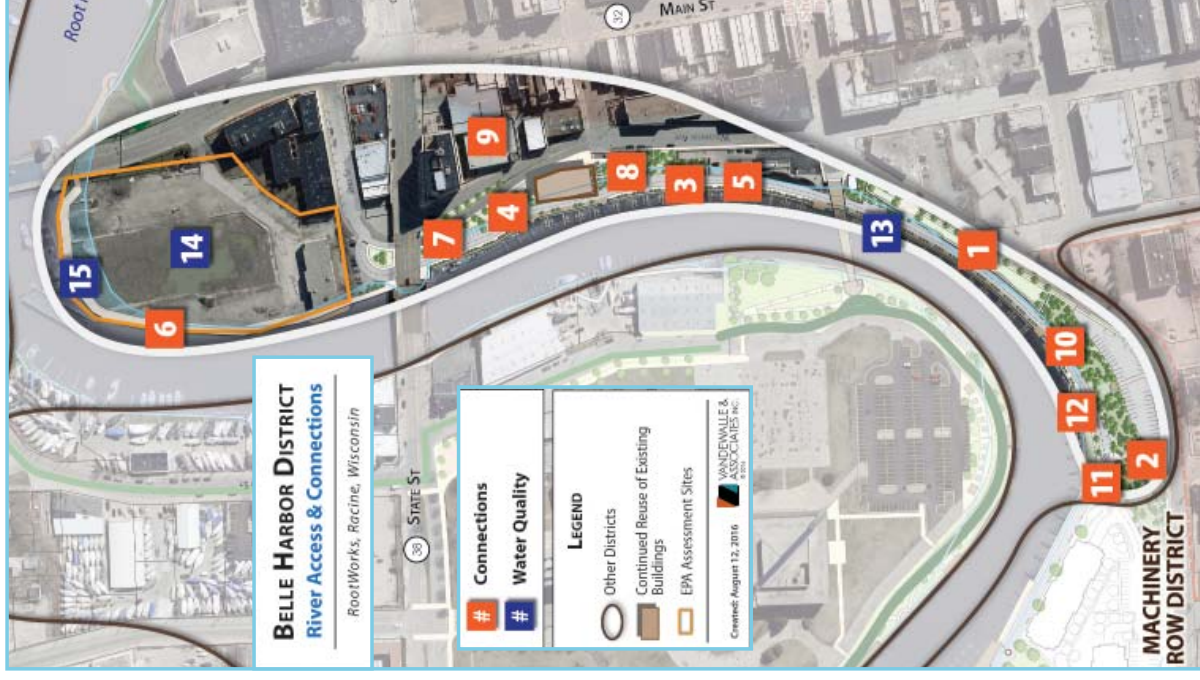 Root
32
MAIN ST
BELLE HARBOR DISTRICT
River Access & Connections
RootWorks, Racine, Wisconsin
38
STATE ST
# Connections
# Water Quality
LEGEND
Other Districts
Continued Reuse of Existing
Buildings
EPA Assessment Sites
Created: August 12, 2016
VANDEWALLE &
ASSOCIATES INC.
15
14
6
9
7
4
8
3
5
13
1
10
12
11
2
MACHINERY
ROW DISTRICT